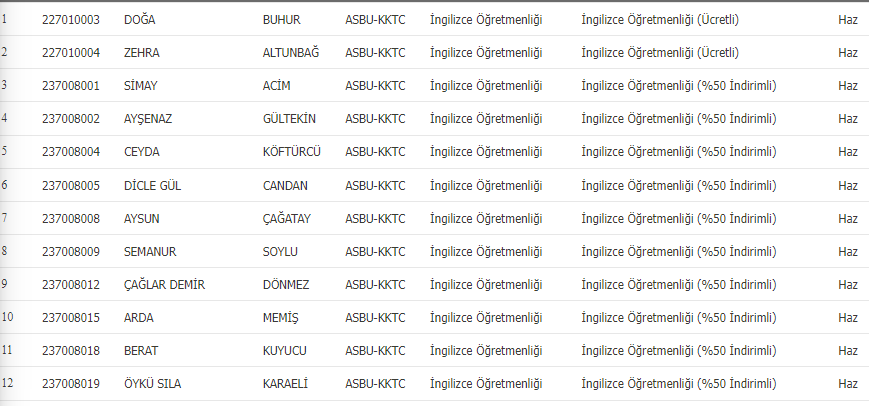 1 227010003 DOĞA BUHUR ASBU-KKTC İngilizce Öğretmenliği İngilizce Öğretmenliği (Ücretli) Haz
2 227010004 ZEHRA ALTUNBAĞ ASBU-KKTC İngilizce Öğretmenliği İngilizce Öğretmenliği (Ücretli) Haz
3 237008001 SİMAY ACİM ASBU-KKTC İngilizce Öğretmenliği İngilizce Öğretmenliği (%50 İndirimli) Haz
4 237008002 AYŞENAZ GÜLTEKİN ASBU-KKTC İngilizce Öğretmenliği İngilizce Öğretmenliği (%50 İndirimli) Haz
5 237008004 CEYDA KÖFTÜRCÜ ASBU-KKTC İngilizce Öğretmenliği İngilizce Öğretmenliği (%50 İndirimli) Haz
6 237008005 DİCLE GÜL CANDAN ASBU-KKTC İngilizce Öğretmenliği İngilizce Öğretmenliği (%50 İndirimli) Haz
7 237008008 AYSUN ÇAĞATAY ASBU-KKTC İngilizce Öğretmenliği İngilizce Öğretmenliği (%50 İndirimli) Haz
8 237008009 SEMANUR SOYLU ASBU-KKTC İngilizce Öğretmenliği İngilizce Öğretmenliği (%50 İndirimli) Haz
9 237008012 ÇAĞLAR DEMİR DÖNMEZ ASBU-KKTC İngilizce Öğretmenliği İngilizce Öğretmenliği (%50 İndirimli) Haz
10 237008015 ARDA MEMİŞ ASBU-KKTC İngilizce Öğretmenliği İngilizce Öğretmenliği (%50 İndirimli) Haz
11 237008018 BERAT KUYUCU ASBU-KKTC İngilizce Öğretmenliği İngilizce Öğretmenliği (%50 İndirimli) Haz
12 237008019 ÖYKÜ SILA KARAELİ ASBU-KKTC İngilizce Öğretmenliği İngilizce Öğretmenliği (%50 İndirimli) Haz